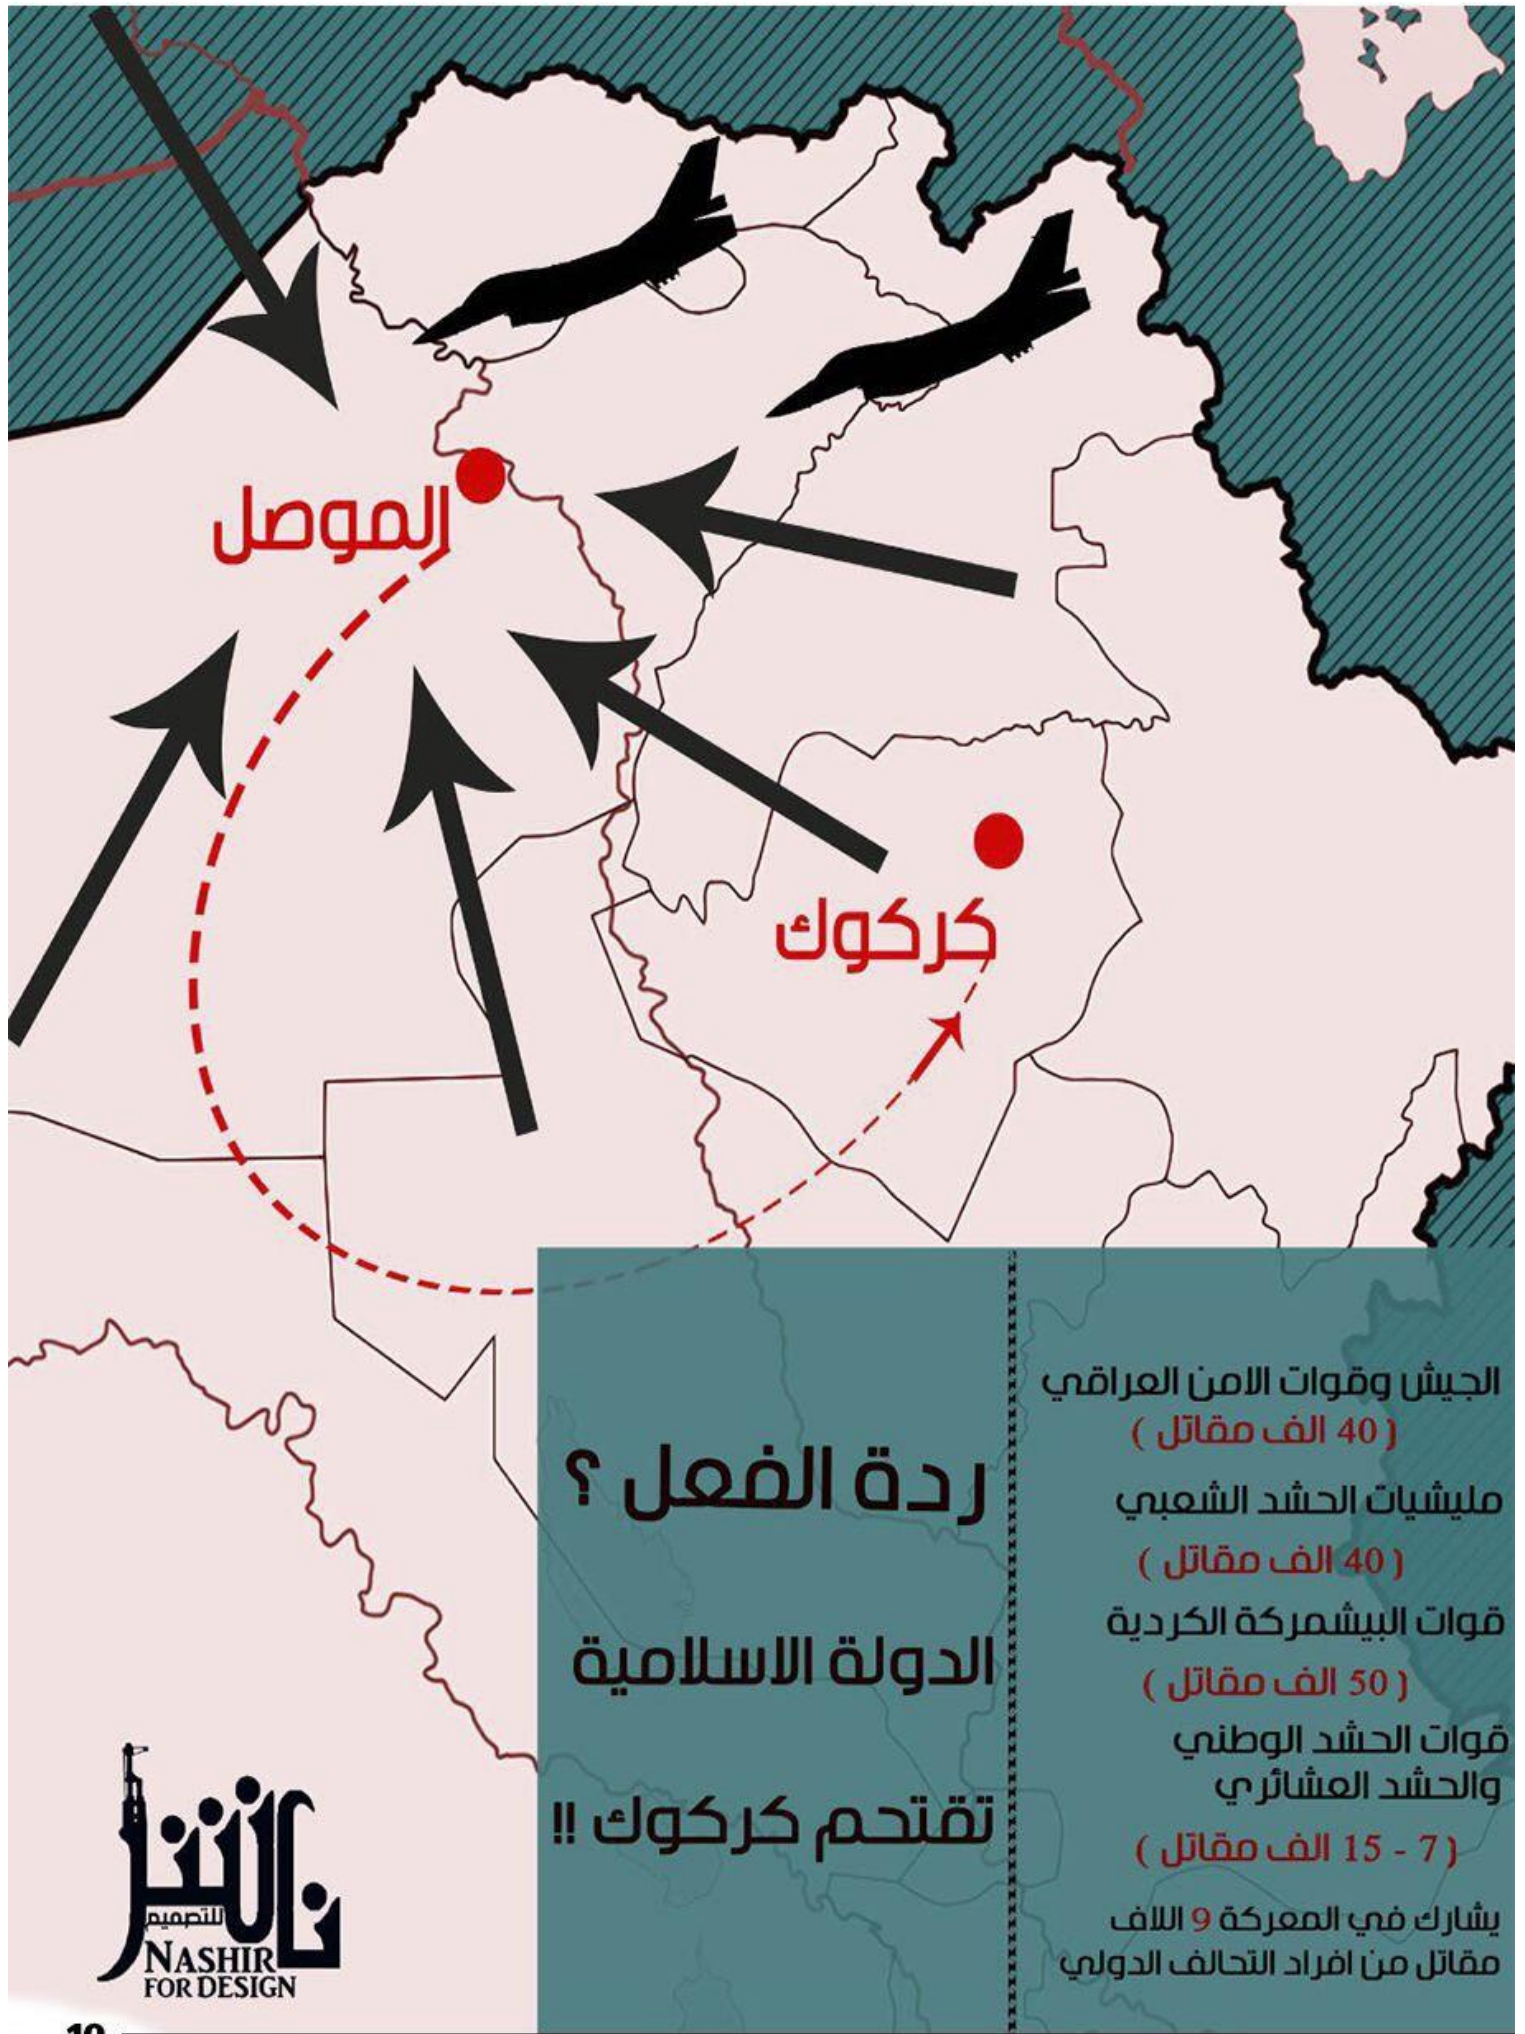 الموصل
كركوك
الجيش وقوات الامن العراقي
( 40 الف مقاتل )
مليشيات الحشد الشعبي
( 40 الف مقاتل )
قوات البيشمركة الكردية
( 50 الف مقاتل )
قوات الحشد الوطني
والحشد العشائري
( 7 - 15 الف مقاتل )
يشارك في المعركة 9 اللاف
مقاتل من افراد التحالف الدولي
ردة الفعل ؟
الدولة الاسلامية
تقتحم كركوك !!
ناشر
للتصميم
NASHIR
FOR DESIGN